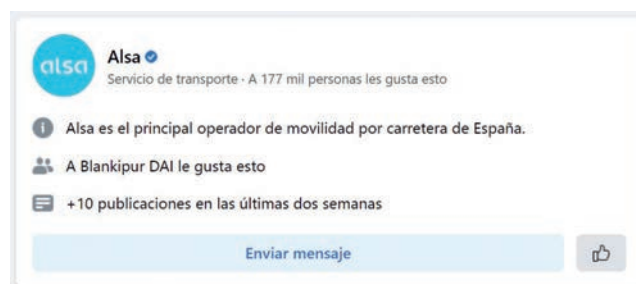 alsa
Alsa
Servicio de transporte · A 177 mil personas les gusta esto
Alsa es el principal operador de movilidad por carretera de España.
A Blankipur DAI le gusta esto
+10 publicaciones en las últimas dos semanas
Enviar mensaje